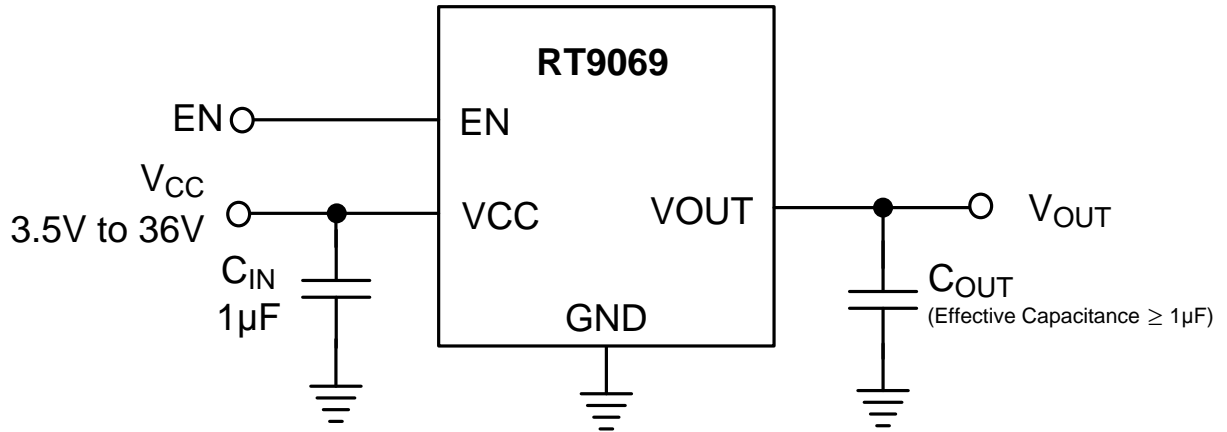 RT9069
EN
EN
VCC
3.5V to 36V
VCC
VOUT
VOUT
CIN
1µF
COUT
(Effective Capacitance ≥ 1µF)
GND